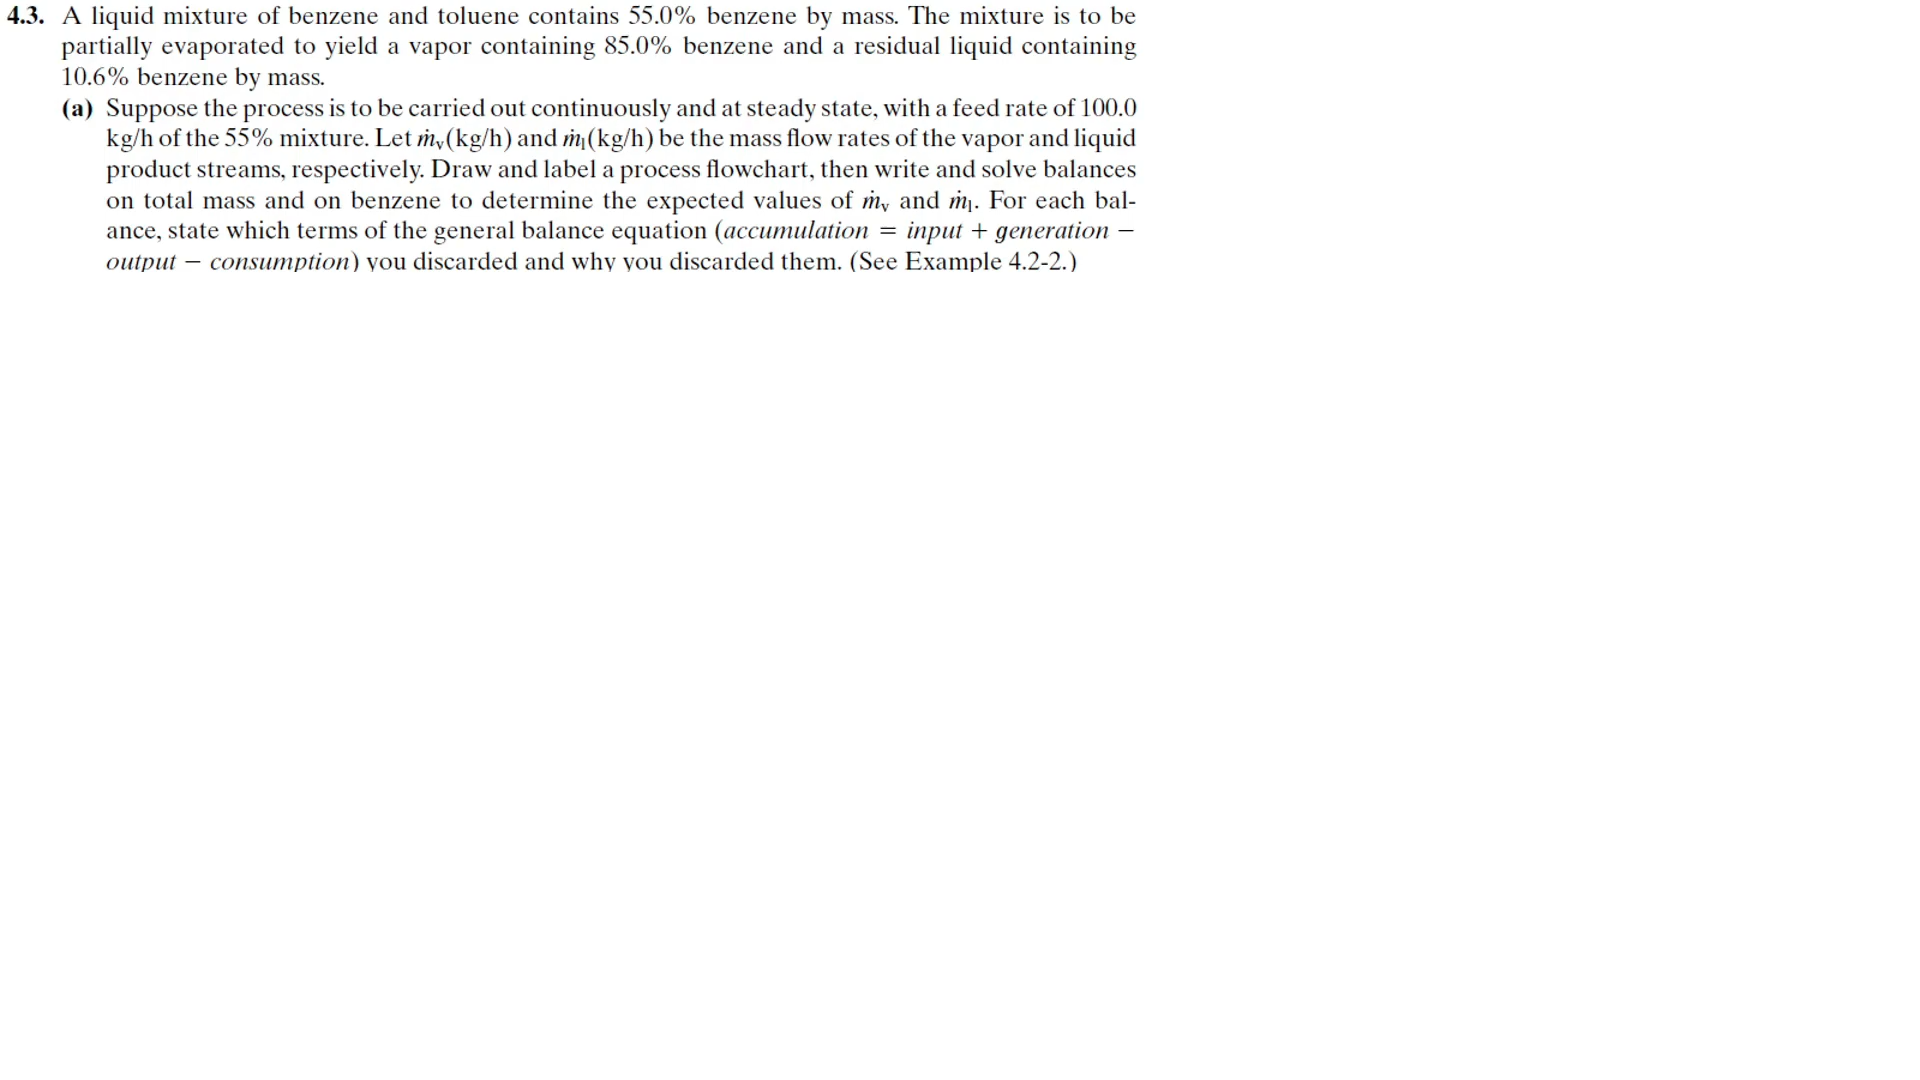 4.3. A liquid mixture of benzene and toluene contains 55.0% benzene by mass. The mixture is to be
partially evaporated to yield a vapor containing 85.0% benzene and a residual liquid containing
10.6% benzene by mass.
(a) Suppose the process is to be carried out continuously and at steady state, with a feed rate of 100.0
kg/h of the 55% mixture. Let ṁᵥ(kg/h) and ṁₗ(kg/h) be the mass flow rates of the vapor and liquid
product streams, respectively. Draw and label a process flowchart, then write and solve balances
on total mass and on benzene to determine the expected values of ṁᵥ and ṁₗ. For each bal-
ance, state which terms of the general balance equation (accumulation = input + generation −
output − consumption) you discarded and why you discarded them. (See Example 4.2-2.)